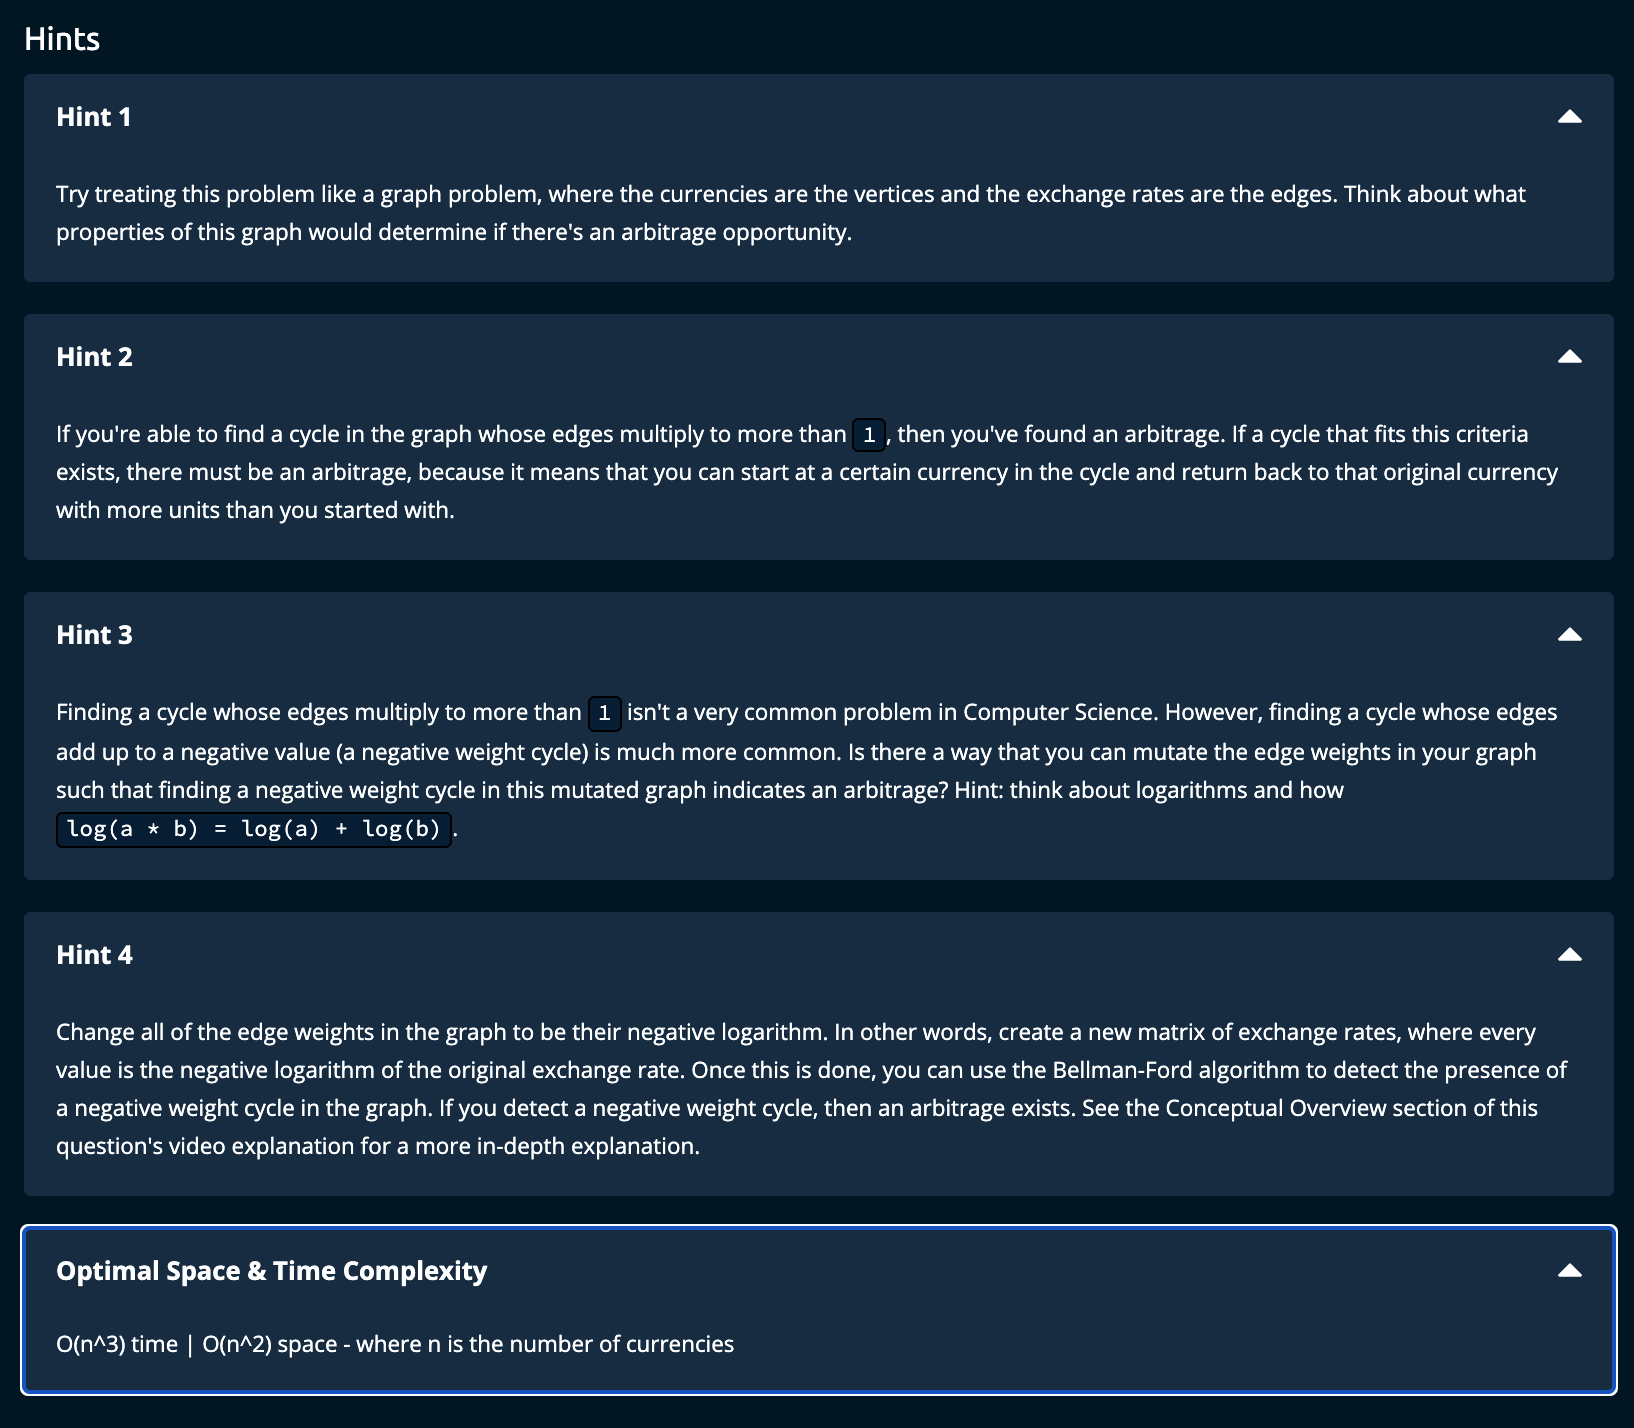 Hints
Hint 1
Try treating this problem like a graph problem, where the currencies are the vertices and the exchange rates are the edges. Think about what
properties of this graph would determine if there's an arbitrage opportunity.
Hint 2
If you're able to find a cycle in the graph whose edges multiply to more than 1, then you've found an arbitrage. If a cycle that fits this criteria
exists, there must be an arbitrage, because it means that you can start at a certain currency in the cycle and return back to that original currency
with more units than you started with.
Hint 3
Finding a cycle whose edges multiply to more than 1 isn't a very common problem in Computer Science. However, finding a cycle whose edges
add up to a negative value (a negative weight cycle) is much more common. Is there a way that you can mutate the edge weights in your graph
such that finding a negative weight cycle in this mutated graph indicates an arbitrage? Hint: think about logarithms and how
log(a * b) = log(a) + log(b).
Hint 4
Change all of the edge weights in the graph to be their negative logarithm. In other words, create a new matrix of exchange rates, where every
value is the negative logarithm of the original exchange rate. Once this is done, you can use the Bellman-Ford algorithm to detect the presence of
a negative weight cycle in the graph. If you detect a negative weight cycle, then an arbitrage exists. See the Conceptual Overview section of this
question's video explanation for a more in-depth explanation.
Optimal Space & Time Complexity
O(n^3) time | O(n^2) space - where n is the number of currencies